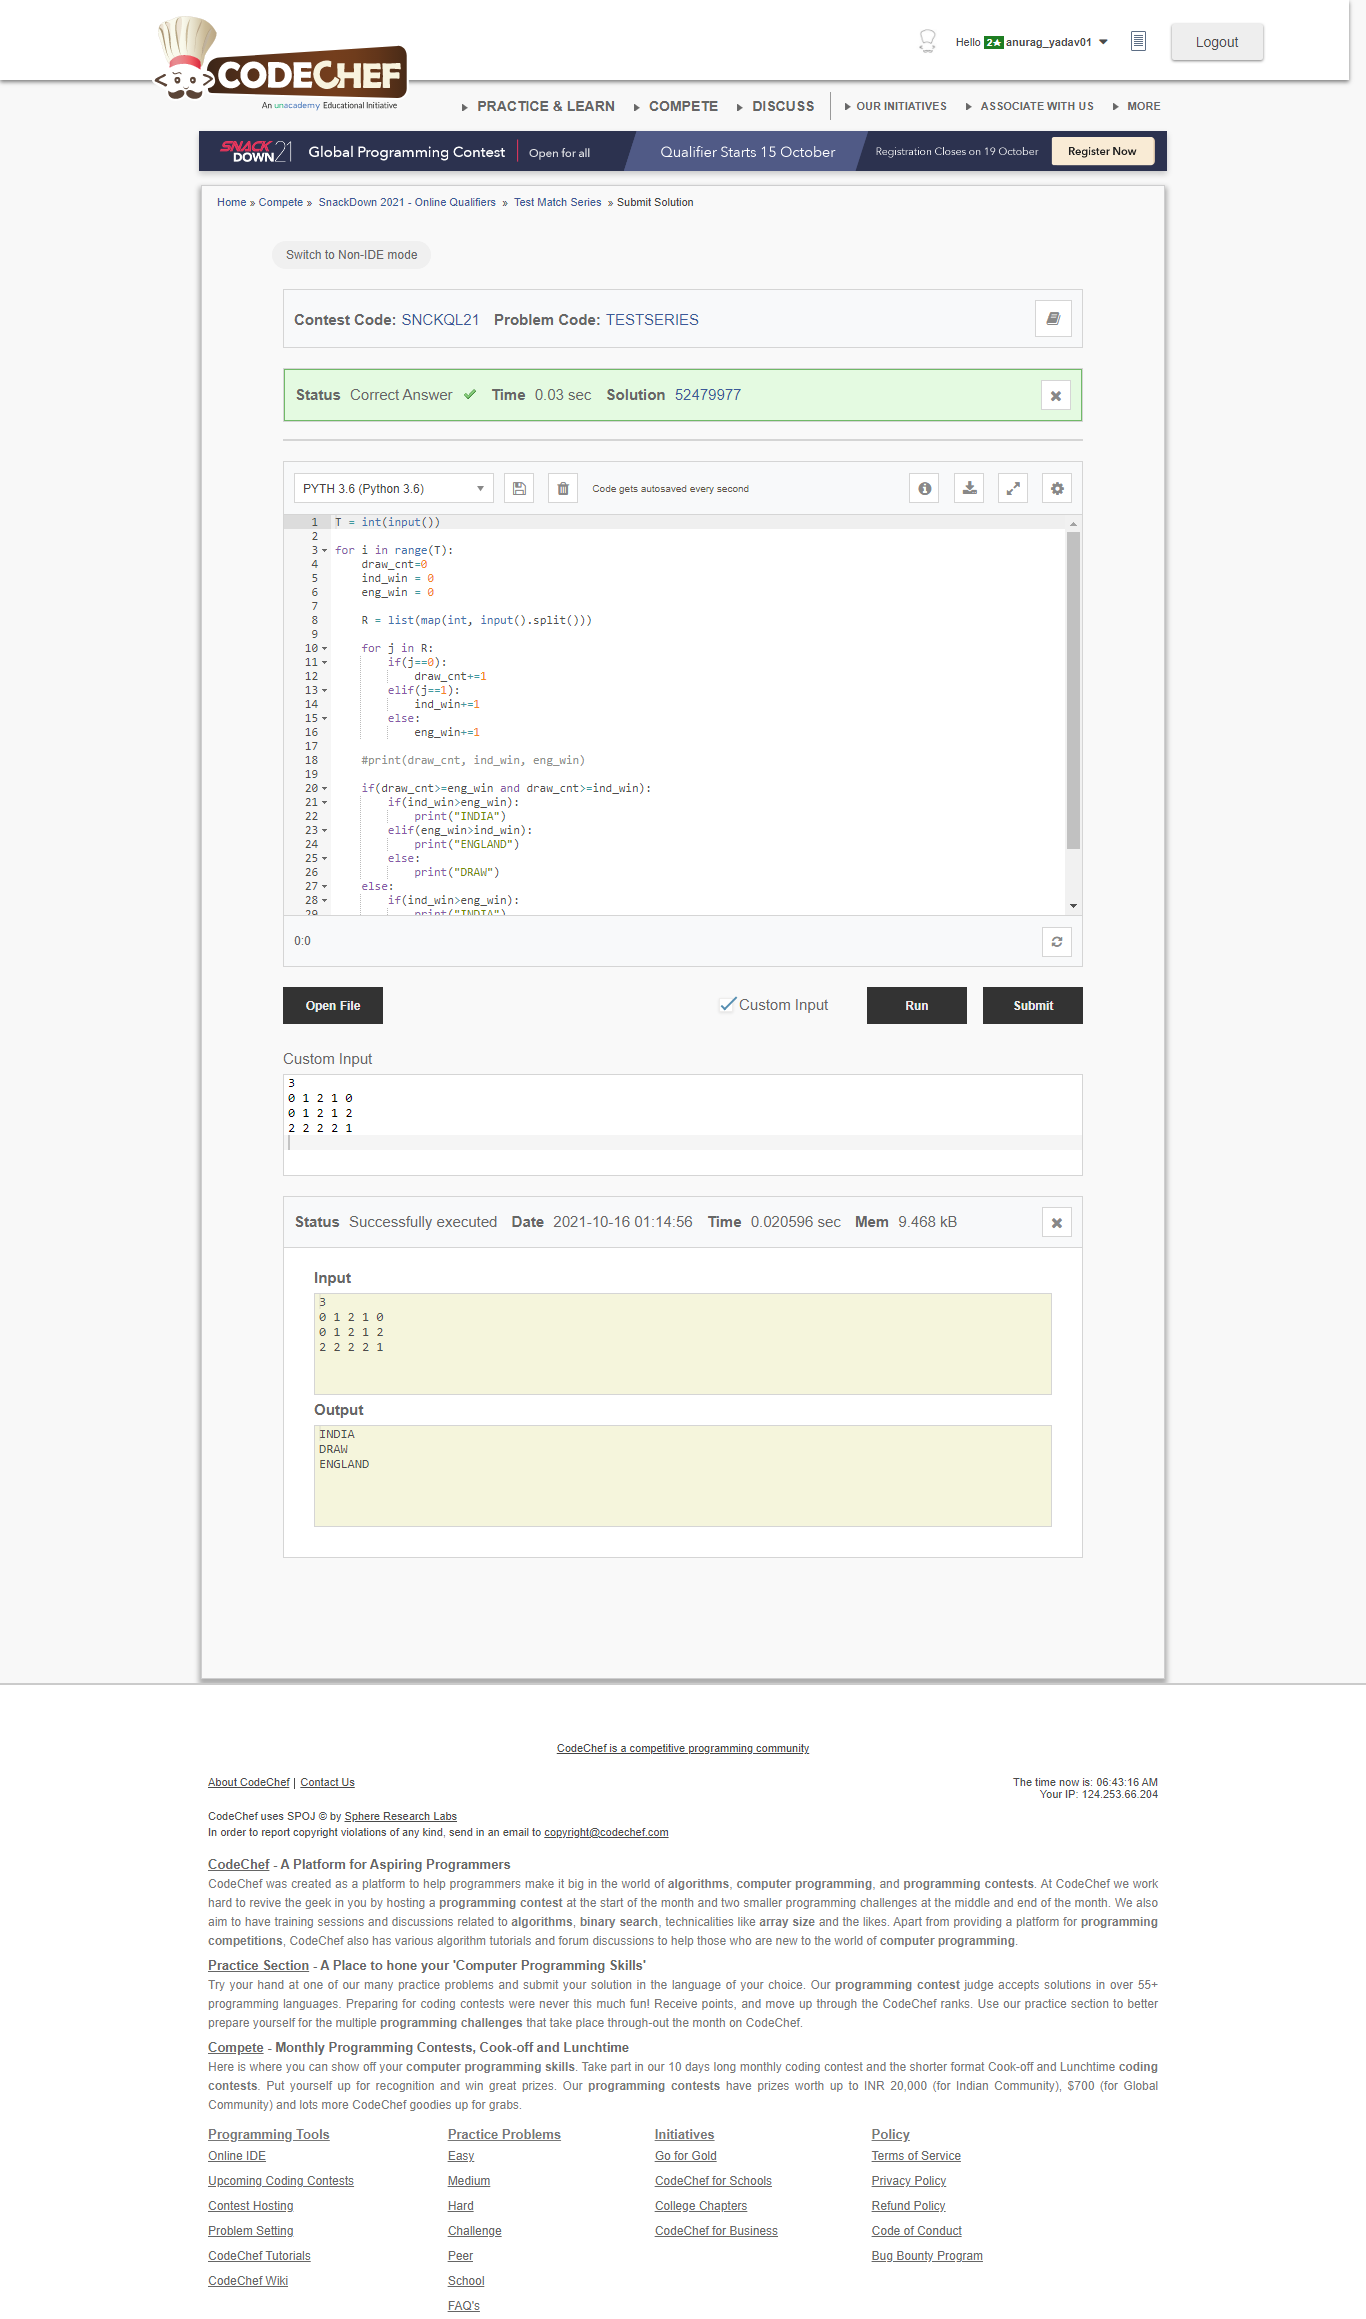 CODECHEF
An unacademy Educational Initiative
Hello 2★ anurag_yadav01
Logout
PRACTICE & LEARN COMPETE DISCUSS OUR INITIATIVES ASSOCIATE WITH US MORE
SNACK DOWN 21 Global Programming Contest Open for all Qualifier Starts 15 October Registration Closes on 19 October Register Now
Home » Compete » SnackDown 2021 - Online Qualifiers » Test Match Series » Submit Solution
Switch to Non-IDE mode
Contest Code: SNCKQL21 Problem Code: TESTSERIES
Status Correct Answer Time 0.03 sec Solution 52479977
PYTH 3.6 (Python 3.6) Code gets autosaved every second
1 T = int(input())
2
3 for i in range(T):
4     draw_cnt=0
5     ind_win = 0
6     eng_win = 0
7
8     R = list(map(int, input().split()))
9
10     for j in R:
11         if(j==0):
12             draw_cnt+=1
13         elif(j==1):
14             ind_win+=1
15         else:
16             eng_win+=1
17
18     #print(draw_cnt, ind_win, eng_win)
19
20     if(draw_cnt>=eng_win and draw_cnt>=ind_win):
21         if(ind_win>eng_win):
22             print("INDIA")
23         elif(eng_win>ind_win):
24             print("ENGLAND")
25         else:
26             print("DRAW")
27     else:
28         if(ind_win>eng_win):
29             print("INDIA")
0:0
Open File Custom Input Run Submit
Custom Input
3
0 1 2 1 0
0 1 2 1 2
2 2 2 2 1
Status Successfully executed Date 2021-10-16 01:14:56 Time 0.020596 sec Mem 9.468 kB
Input
3
0 1 2 1 0
0 1 2 1 2
2 2 2 2 1
Output
INDIA
DRAW
ENGLAND
CodeChef is a competitive programming community
About CodeChef | Contact Us
The time now is: 06:43:16 AM
Your IP: 124.253.66.204
CodeChef uses SPOJ © by Sphere Research Labs
In order to report copyright violations of any kind, send in an email to copyright@codechef.com
CodeChef - A Platform for Aspiring Programmers
CodeChef was created as a platform to help programmers make it big in the world of algorithms, computer programming, and programming contests. At CodeChef we work
hard to revive the geek in you by hosting a programming contest at the start of the month and two smaller programming challenges at the middle and end of the month. We also
aim to have training sessions and discussions related to algorithms, binary search, technicalities like array size and the likes. Apart from providing a platform for programming
competitions, CodeChef also has various algorithm tutorials and forum discussions to help those who are new to the world of computer programming.
Practice Section - A Place to hone your 'Computer Programming Skills'
Try your hand at one of our many practice problems and submit your solution in the language of your choice. Our programming contest judge accepts solutions in over 55+
programming languages. Preparing for coding contests were never this much fun! Receive points, and move up through the CodeChef ranks. Use our practice section to better
prepare yourself for the multiple programming challenges that take place through-out the month on CodeChef.
Compete - Monthly Programming Contests, Cook-off and Lunchtime
Here is where you can show off your computer programming skills. Take part in our 10 days long monthly coding contest and the shorter format Cook-off and Lunchtime coding
contests. Put yourself up for recognition and win great prizes. Our programming contests have prizes worth up to INR 20,000 (for Indian Community), $700 (for Global
Community) and lots more CodeChef goodies up for grabs.
Programming Tools
Online IDE
Upcoming Coding Contests
Contest Hosting
Problem Setting
CodeChef Tutorials
CodeChef Wiki
Practice Problems
Easy
Medium
Hard
Challenge
Peer
School
FAQ's
Initiatives
Go for Gold
CodeChef for Schools
College Chapters
CodeChef for Business
Policy
Terms of Service
Privacy Policy
Refund Policy
Code of Conduct
Bug Bounty Program